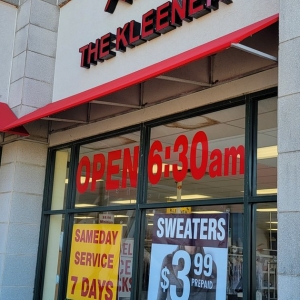 THE KLEENER
OPEN 6:30am
SAMEDAY
SERVICE
7 DAYS
SWEATERS
$3.99
PREPAID